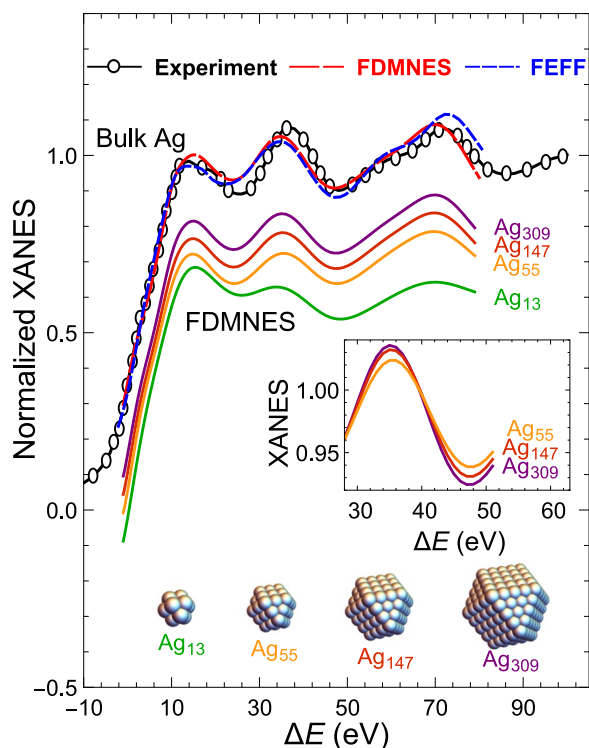 Experiment FDMNES FEFF
Bulk Ag
1.0
Ag309
Ag147
Ag55
Ag13
FDMNES
0.5
Normalized XANES
XANES
1.00
0.95
Ag55
Ag147
Ag309
30 40 50 60
ΔE (eV)
0.0
Ag13
Ag55
Ag147
Ag309
−0.5
−10 10 30 50 70 90
ΔE (eV)